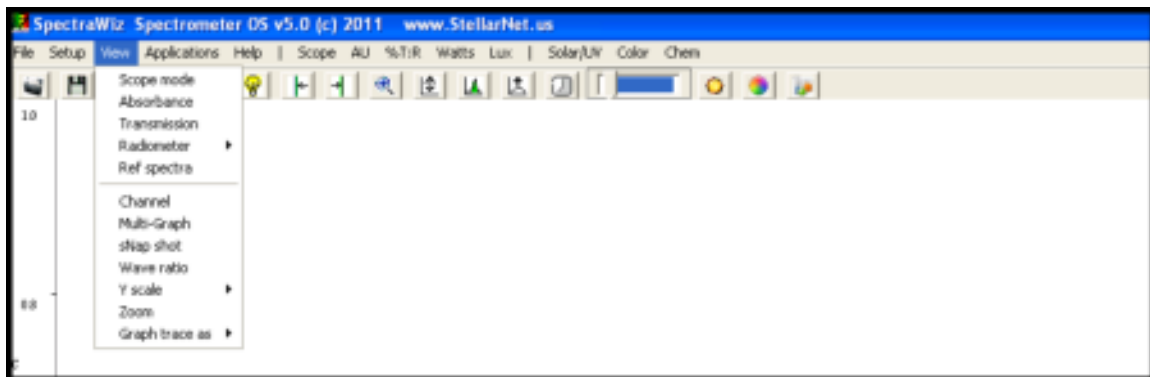 SpectraWiz Spectrometer OS v5.0 (c) 2011 www.StellarNet.us
File Setup View Applications Help | Scope AU %T:R Watts Lux | Solar/UV Color Chem
Scope mode
Absorbance
10
Transmission
Radiometer
Ref spectra
Channel
Multi-Graph
sNap shot
Wave ratio
Y scale
Zoom
Graph trace as